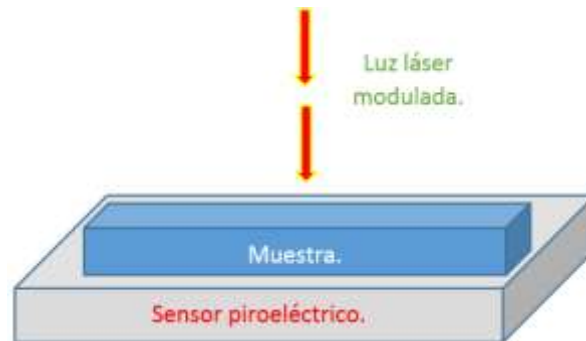 Luz láser
modulada.
Muestra.
Sensor piroeléctrico.